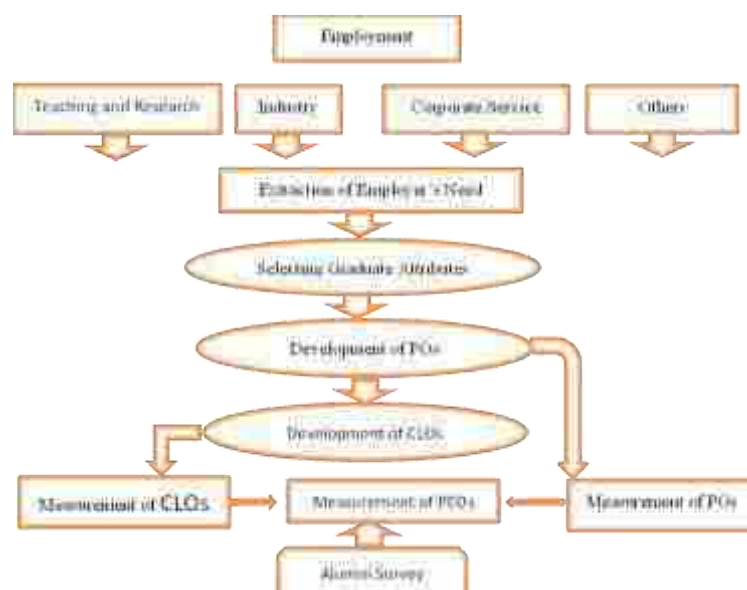 Employment
Teaching and Research
Industry
Corporate Service
Others
Extraction of Employer's Need
Selecting Graduate Attributes
Development of POs
Development of CLOs
Measurement of CLOs
Measurement of PEOs
Measurement of POs
Alumni Survey